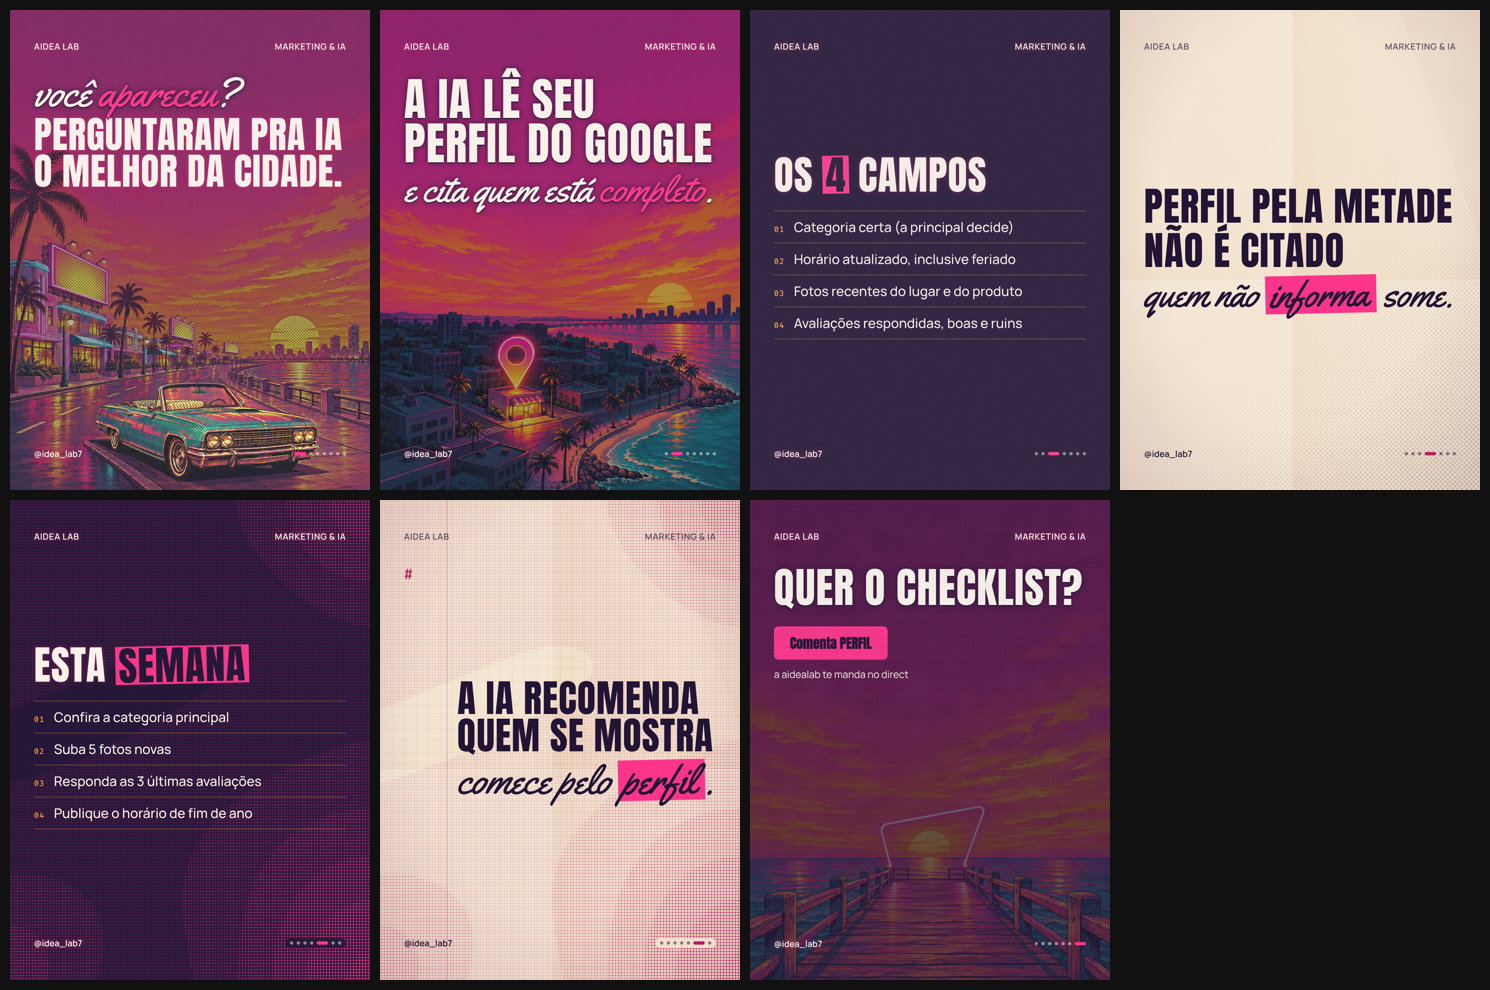 AIDEA LAB
MARKETING & IA
você apareceu?
PERGUNTARAM PRA IA
O MELHOR DA CIDADE.
@idea_lab7
AIDEA LAB
MARKETING & IA
A IA LÊ SEU
PERFIL DO GOOGLE
e cita quem está completo.
@idea_lab7
AIDEA LAB
MARKETING & IA
OS 4 CAMPOS
01 Categoria certa (a principal decide)
02 Horário atualizado, inclusive feriado
03 Fotos recentes do lugar e do produto
04 Avaliações respondidas, boas e ruins
@idea_lab7
AIDEA LAB
MARKETING & IA
PERFIL PELA METADE
NÃO É CITADO
quem não informa some.
@idea_lab7
AIDEA LAB
MARKETING & IA
ESTA SEMANA
01 Confira a categoria principal
02 Suba 5 fotos novas
03 Responda as 3 últimas avaliações
04 Publique o horário de fim de ano
@idea_lab7
AIDEA LAB
MARKETING & IA
#
A IA RECOMENDA
QUEM SE MOSTRA
comece pelo perfil.
@idea_lab7
AIDEA LAB
MARKETING & IA
QUER O CHECKLIST?
Comenta PERFIL
a aidealab te manda no direct
@idea_lab7